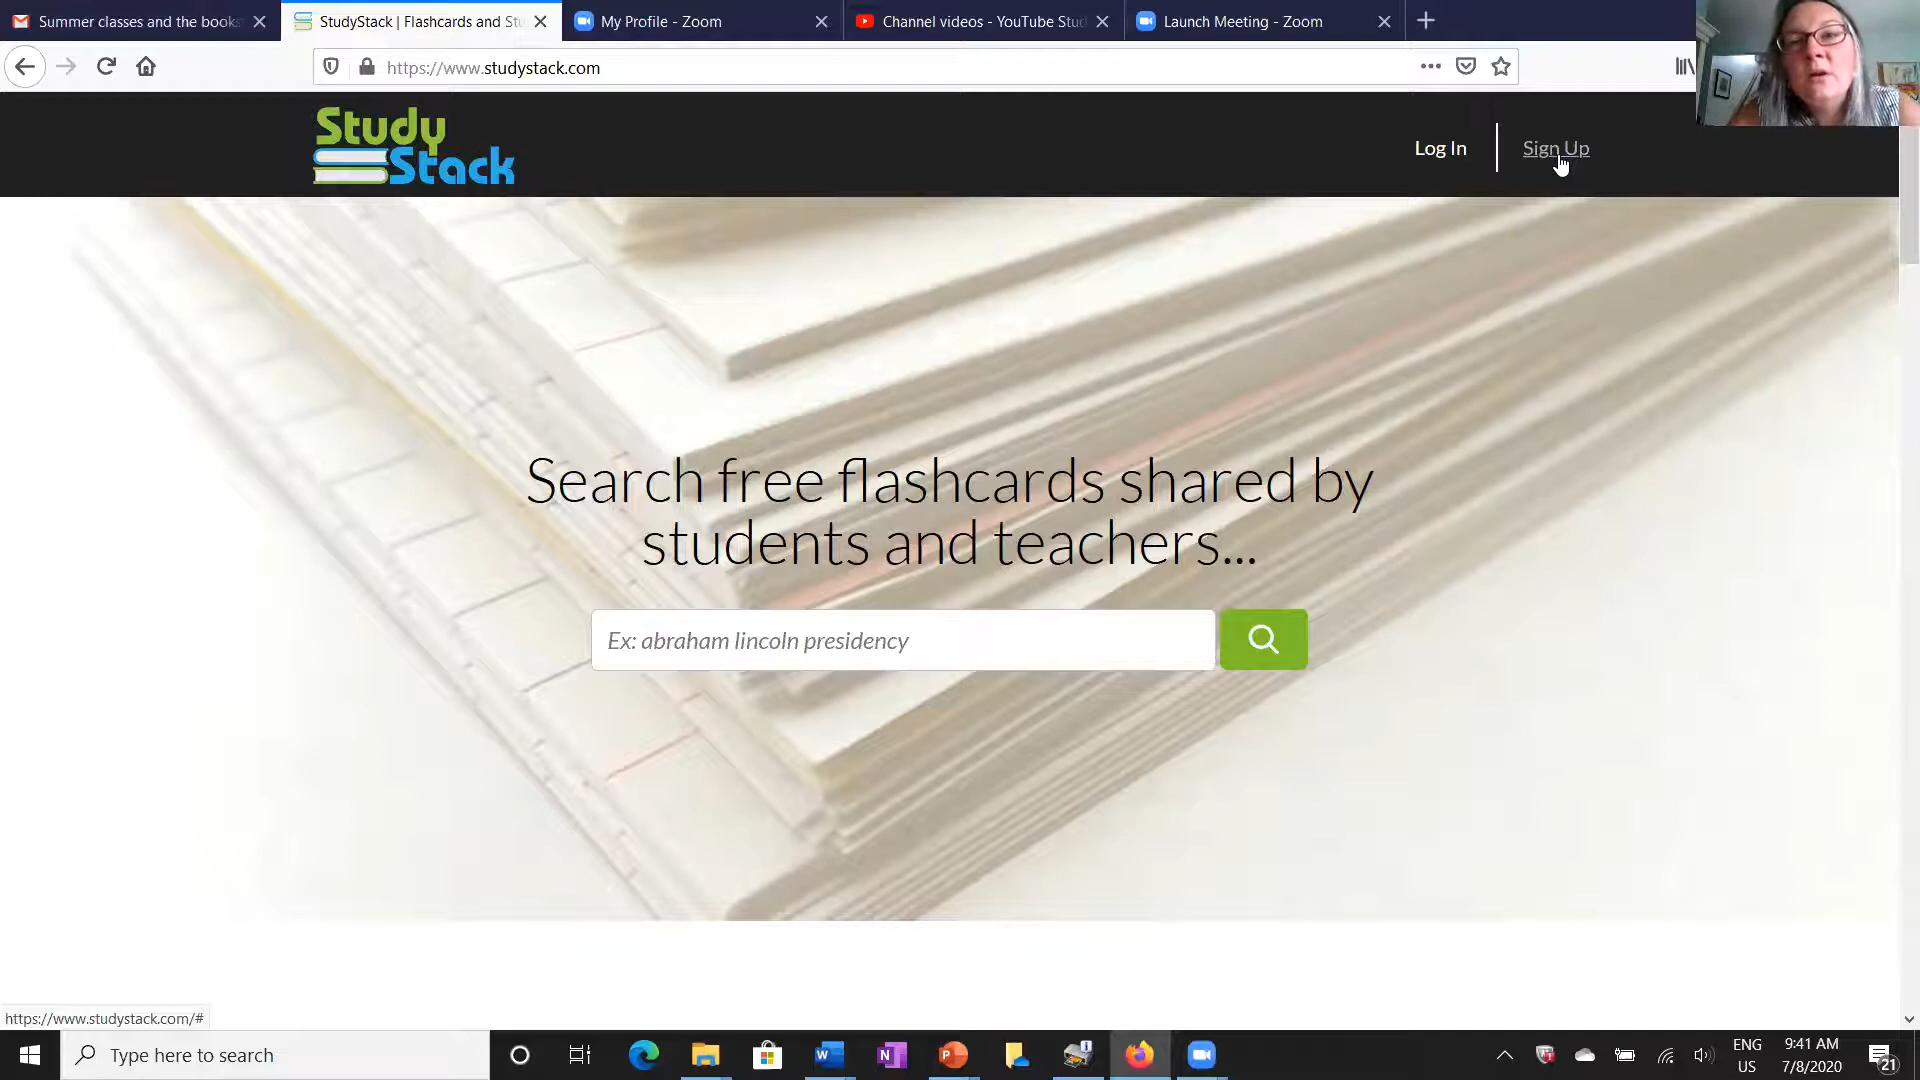 Summer classes and the books
StudyStack | Flashcards and Stu
My Profile - Zoom
Channel videos - YouTube Stud
Launch Meeting - Zoom
https://www.studystack.com
Study
Stack
Log In
Sign Up
Search free flashcards shared by
students and teachers...
Ex: abraham lincoln presidency
https://www.studystack.com/#
Type here to search
ENG
US
9:41 AM
7/8/2020
21